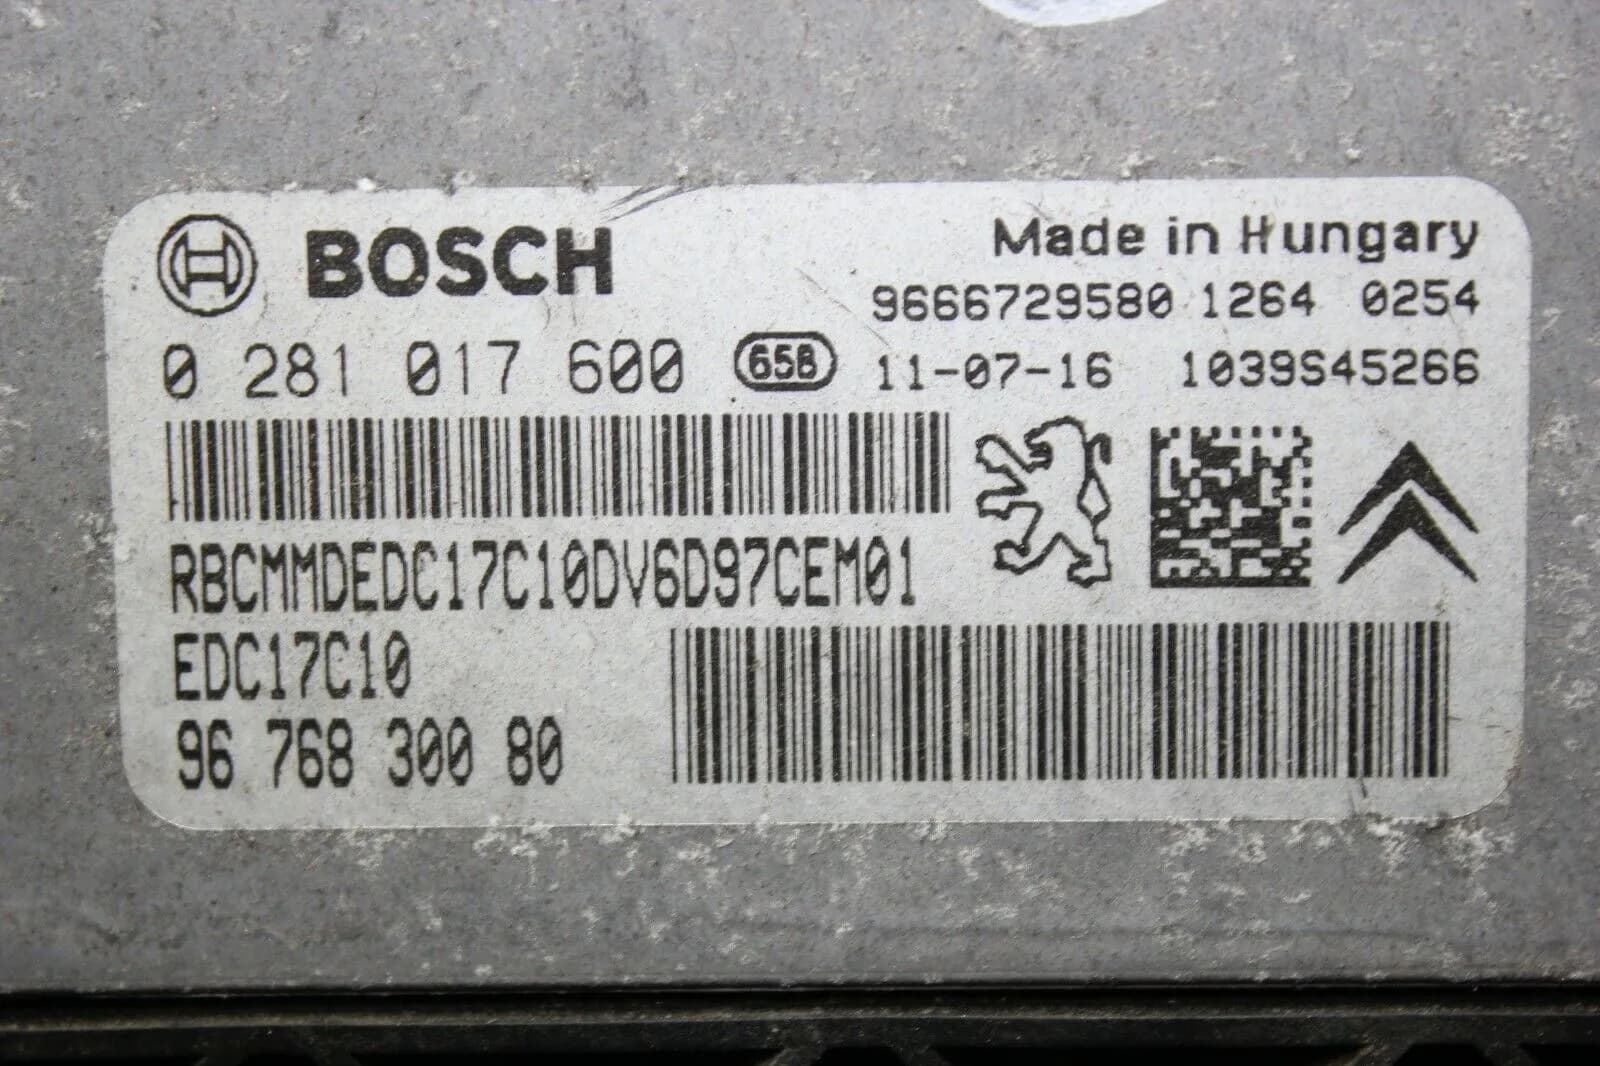 BOSCH
Made in Hungary
9666729580 1264 0254
0 281 017 600 658 11-07-16 1039S45266
RBCMMDEDC17C10DV6D97CEM01
EDC17C10
96 768 300 80